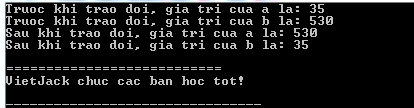 Truoc khi trao doi, gia tri cua a la: 35
Truoc khi trao doi, gia tri cua b la: 530
Sau khi trao doi, gia tri cua a la: 530
Sau khi trao doi, gia tri cua b la: 35
===========================
VietJack chuc cac ban hoc tot!
--------------------------------